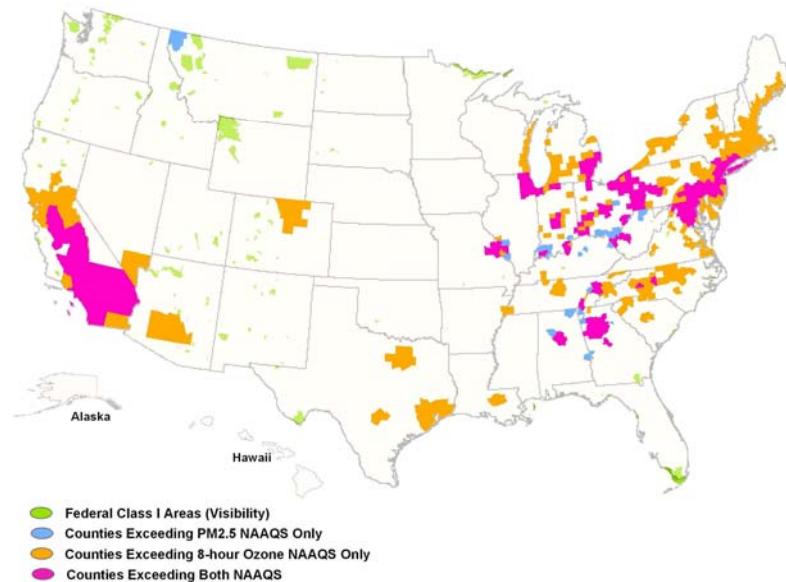 Alaska
Hawaii
Federal Class I Areas (Visibility)
Counties Exceeding PM2.5 NAAQS Only
Counties Exceeding 8-hour Ozone NAAQS Only
Counties Exceeding Both NAAQS